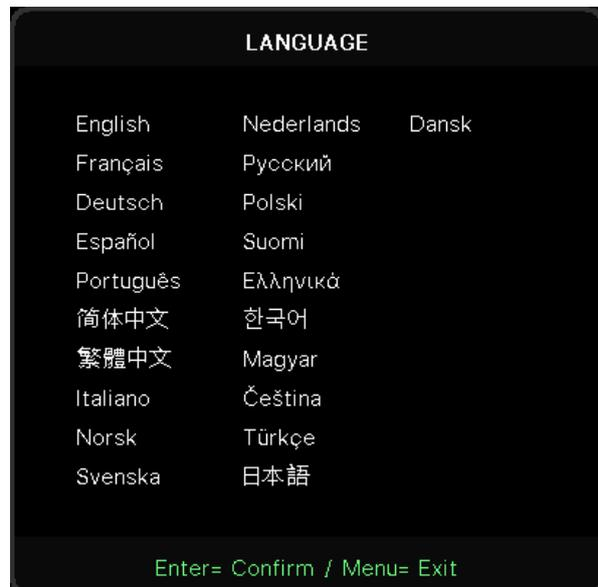 LANGUAGE
English Nederlands Dansk
Français Русский
Deutsch Polski
Español Suomi
Português Ελληνικά
简体中文 한국어
繁體中文 Magyar
Italiano Čeština
Norsk Türkçe
Svenska 日本語
Enter= Confirm / Menu= Exit